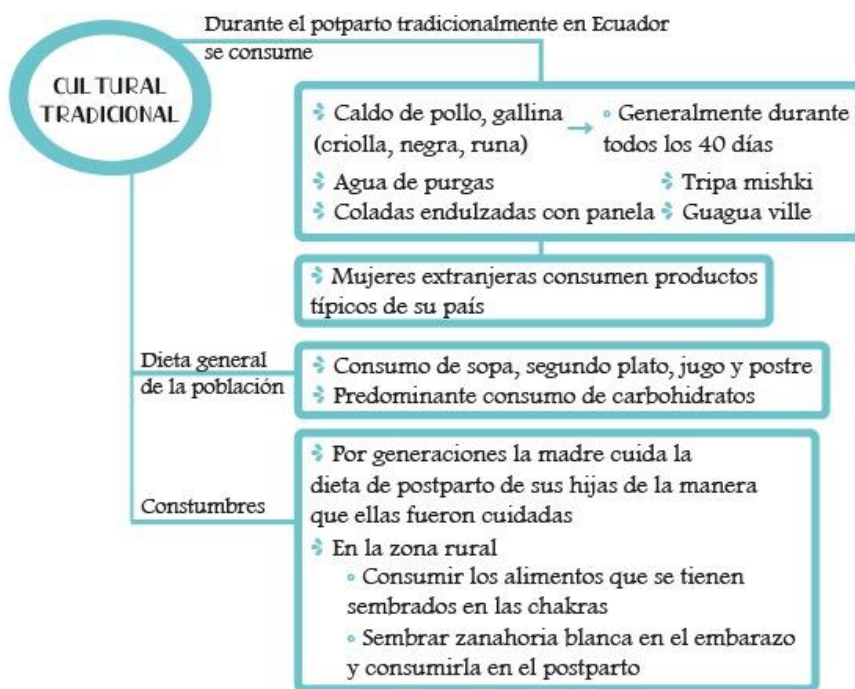 CULTURAL
TRADICIONAL
Durante el potparto tradicionalmente en Ecuador
se consume
Caldo de pollo, gallina
(criolla, negra, runa)
→ Generalmente durante
todos los 40 días
Agua de purgas
Tripa mishki
Coladas endulzadas con panela
Guagua ville
Mujeres extranjeras consumen productos
típicos de su país
Dieta general
de la población
Consumo de sopa, segundo plato, jugo y postre
Predominante consumo de carbohidratos
Constumbres
Por generaciones la madre cuida la
dieta de postparto de sus hijas de la manera
que ellas fueron cuidadas
En la zona rural
Consumir los alimentos que se tienen
sembrados en las chakras
Sembrar zanahoria blanca en el embarazo
y consumirla en el postparto